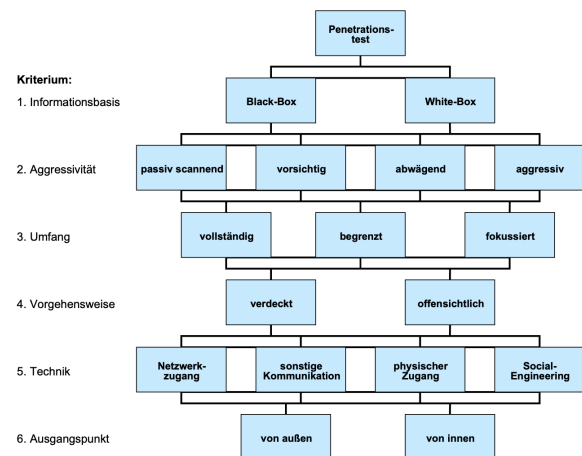 Penetrations-
test
Kriterium:
1. Informationsbasis
Black-Box
White-Box
2. Aggressivität
passiv scannend
vorsichtig
abwägend
aggressiv
3. Umfang
vollständig
begrenzt
fokussiert
4. Vorgehensweise
verdeckt
offensichtlich
5. Technik
Netzwerk-
zugang
sonstige
Kommunikation
physischer
Zugang
Social-
Engineering
6. Ausgangspunkt
von außen
von innen